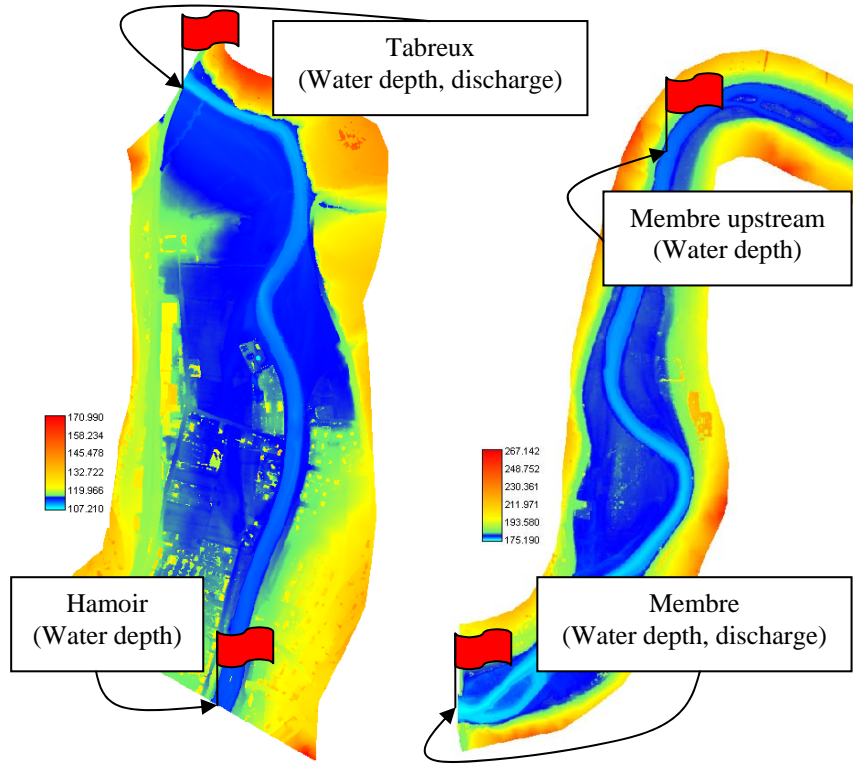 Tabreux
(Water depth, discharge)
Membre upstream
(Water depth)
170.990
158.234
145.478
132.722
119.966
107.210
267.142
248.752
230.361
211.971
193.580
175.190
Hamoir
(Water depth)
Membre
(Water depth, discharge)